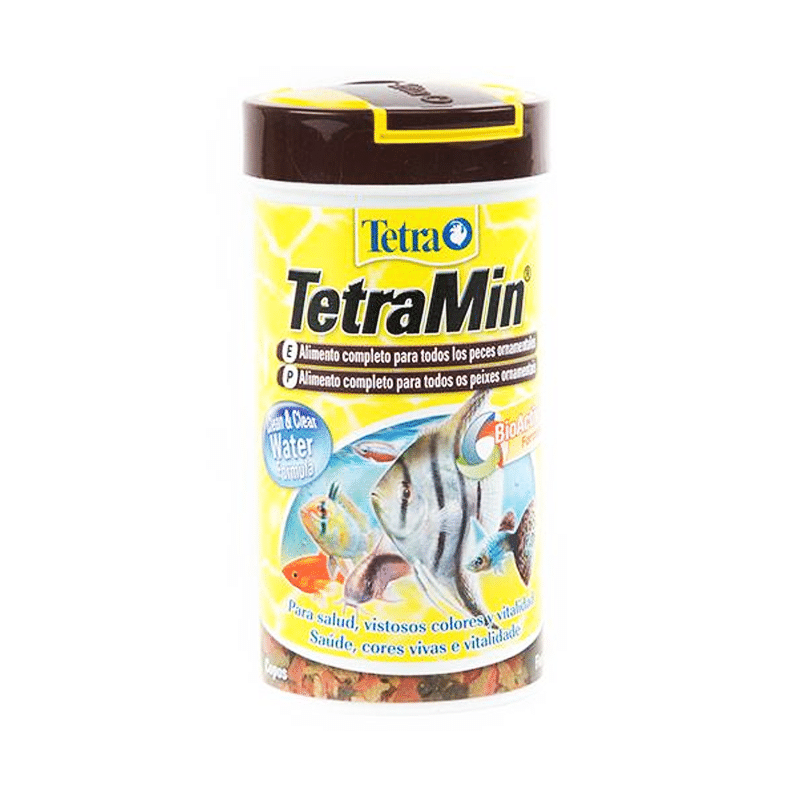 Tetra
TetraMin®
E Alimento completo para todos los peces ornamentales
P Alimento completo para todos os peixes ornamentais
Clean & Clear
Water
Formula
Para salud, vistosos colores y vitalidad
Saúde, cores vivas e vitalidade
Copos